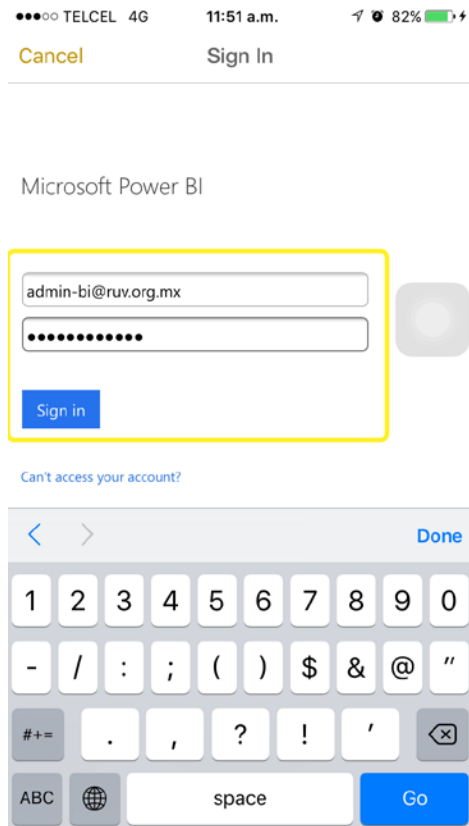 ●●●○○ TELCEL 4G 11:51 a.m. 82%
Cancel Sign In
Microsoft Power BI
admin-bi@ruv.org.mx
●●●●●●●●●●●●
Sign in
Can't access your account?
Done
1 2 3 4 5 6 7 8 9 0
- / : ; ( ) $ & @ "
#+= . , ? ! '
ABC space Go